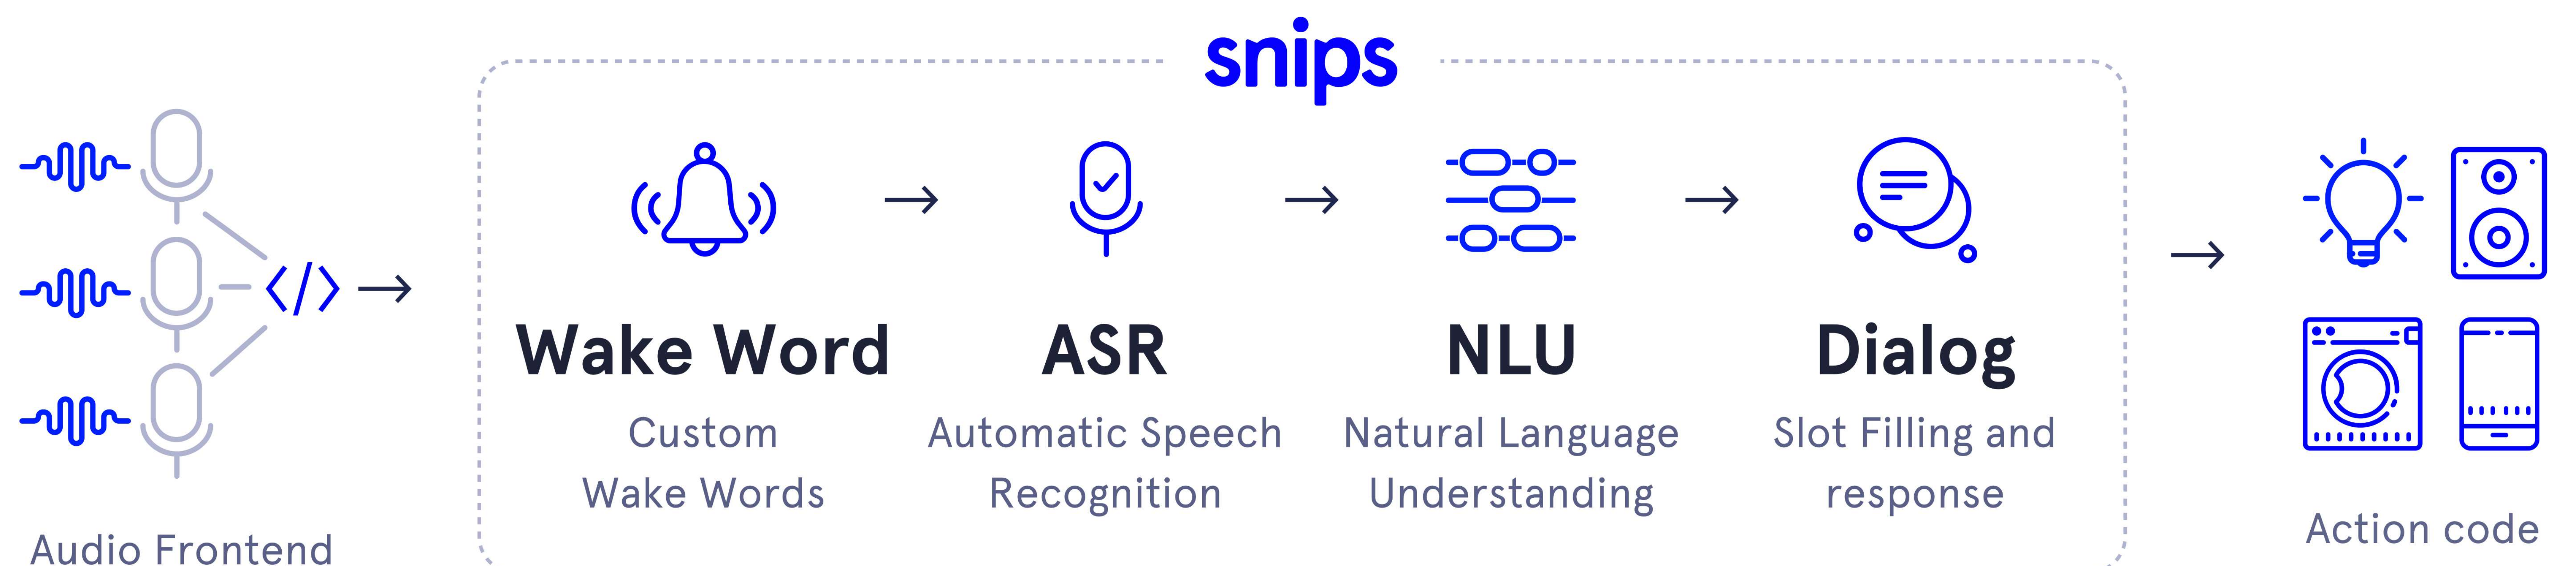 snips
Audio Frontend
</>
Wake Word
Custom
Wake Words
ASR
Automatic Speech
Recognition
NLU
Natural Language
Understanding
Dialog
Slot Filling and
response
Action code